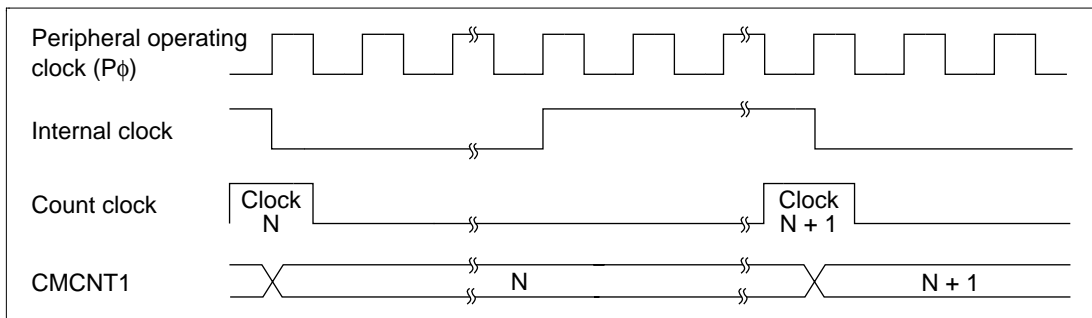 Peripheral operating
clock (Pϕ)
Internal clock
Count clock
Clock
N
Clock
N + 1
CMCNT1
N
N + 1